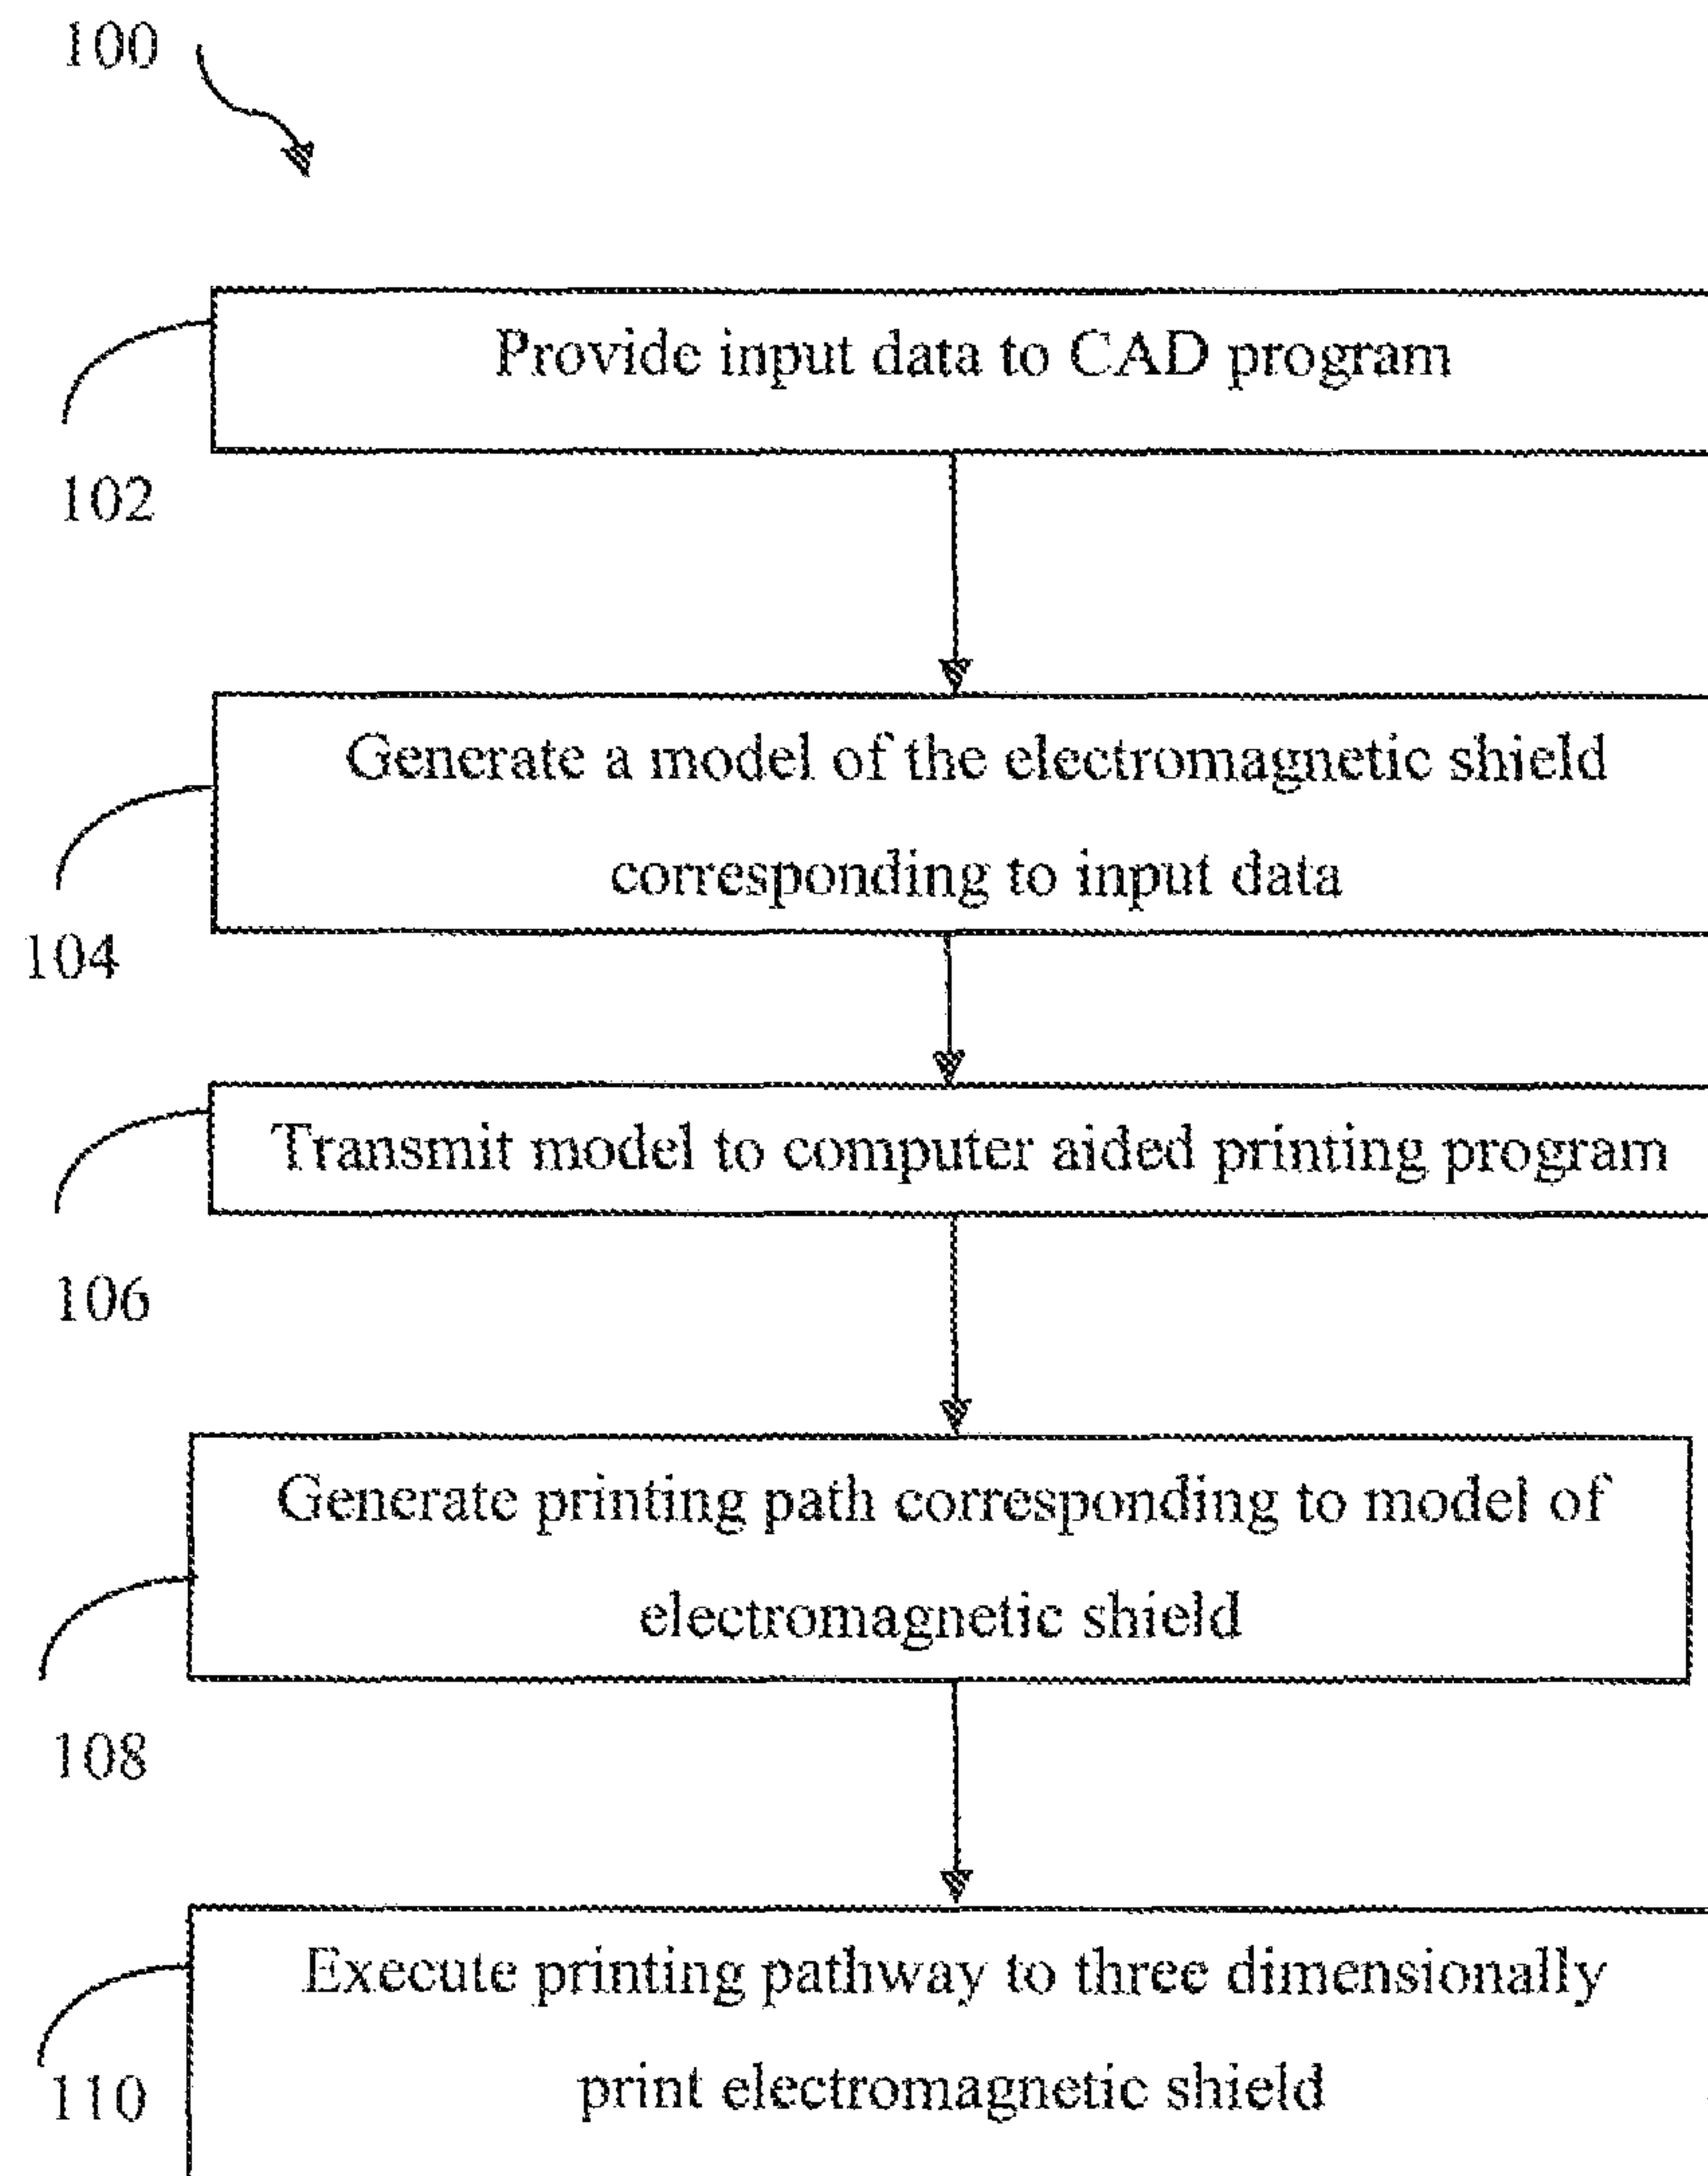 100
Provide input data to CAD program
102
Generate a model of the electromagnetic shield
corresponding to input data
104
Transmit model to computer aided printing program
106
Generate printing path corresponding to model of
electromagnetic shield
108
Execute printing pathway to three dimensionally
print electromagnetic shield
110